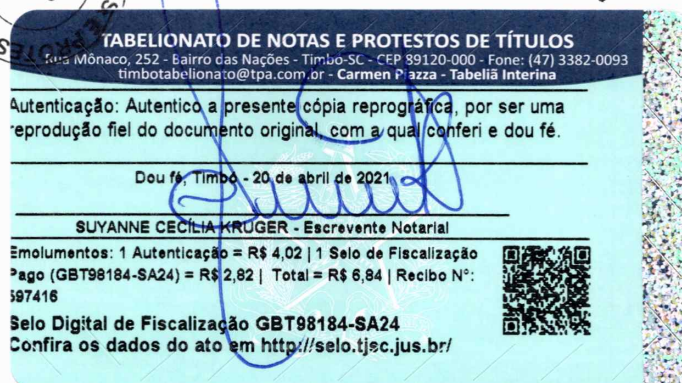 TABELIONATO DE NOTAS E PROTESTOS DE TÍTULOS
Rua Mônaco, 252 - Bairro das Nações - Timbó-SC - CEP 89120-000 - Fone: (47) 3382-0093
timbotabelionato@tpa.com.br - Carmen Piazza - Tabeliã Interina
Autenticação: Autentico a presente cópia reprográfica, por ser uma
reprodução fiel do documento original, com a qual conferi e dou fé.
Dou fé, Timbó - 20 de abril de 2021
SUYANNE CECÍLIA KRUGER - Escrevente Notarial
Emolumentos: 1 Autenticação = R$ 4,02 | 1 Selo de Fiscalização
Pago (GBT98184-SA24) = R$ 2,82 | Total = R$ 6,84 | Recibo Nº:
597416
Selo Digital de Fiscalização GBT98184-SA24
Confira os dados do ato em http://selo.tjsc.jus.br/